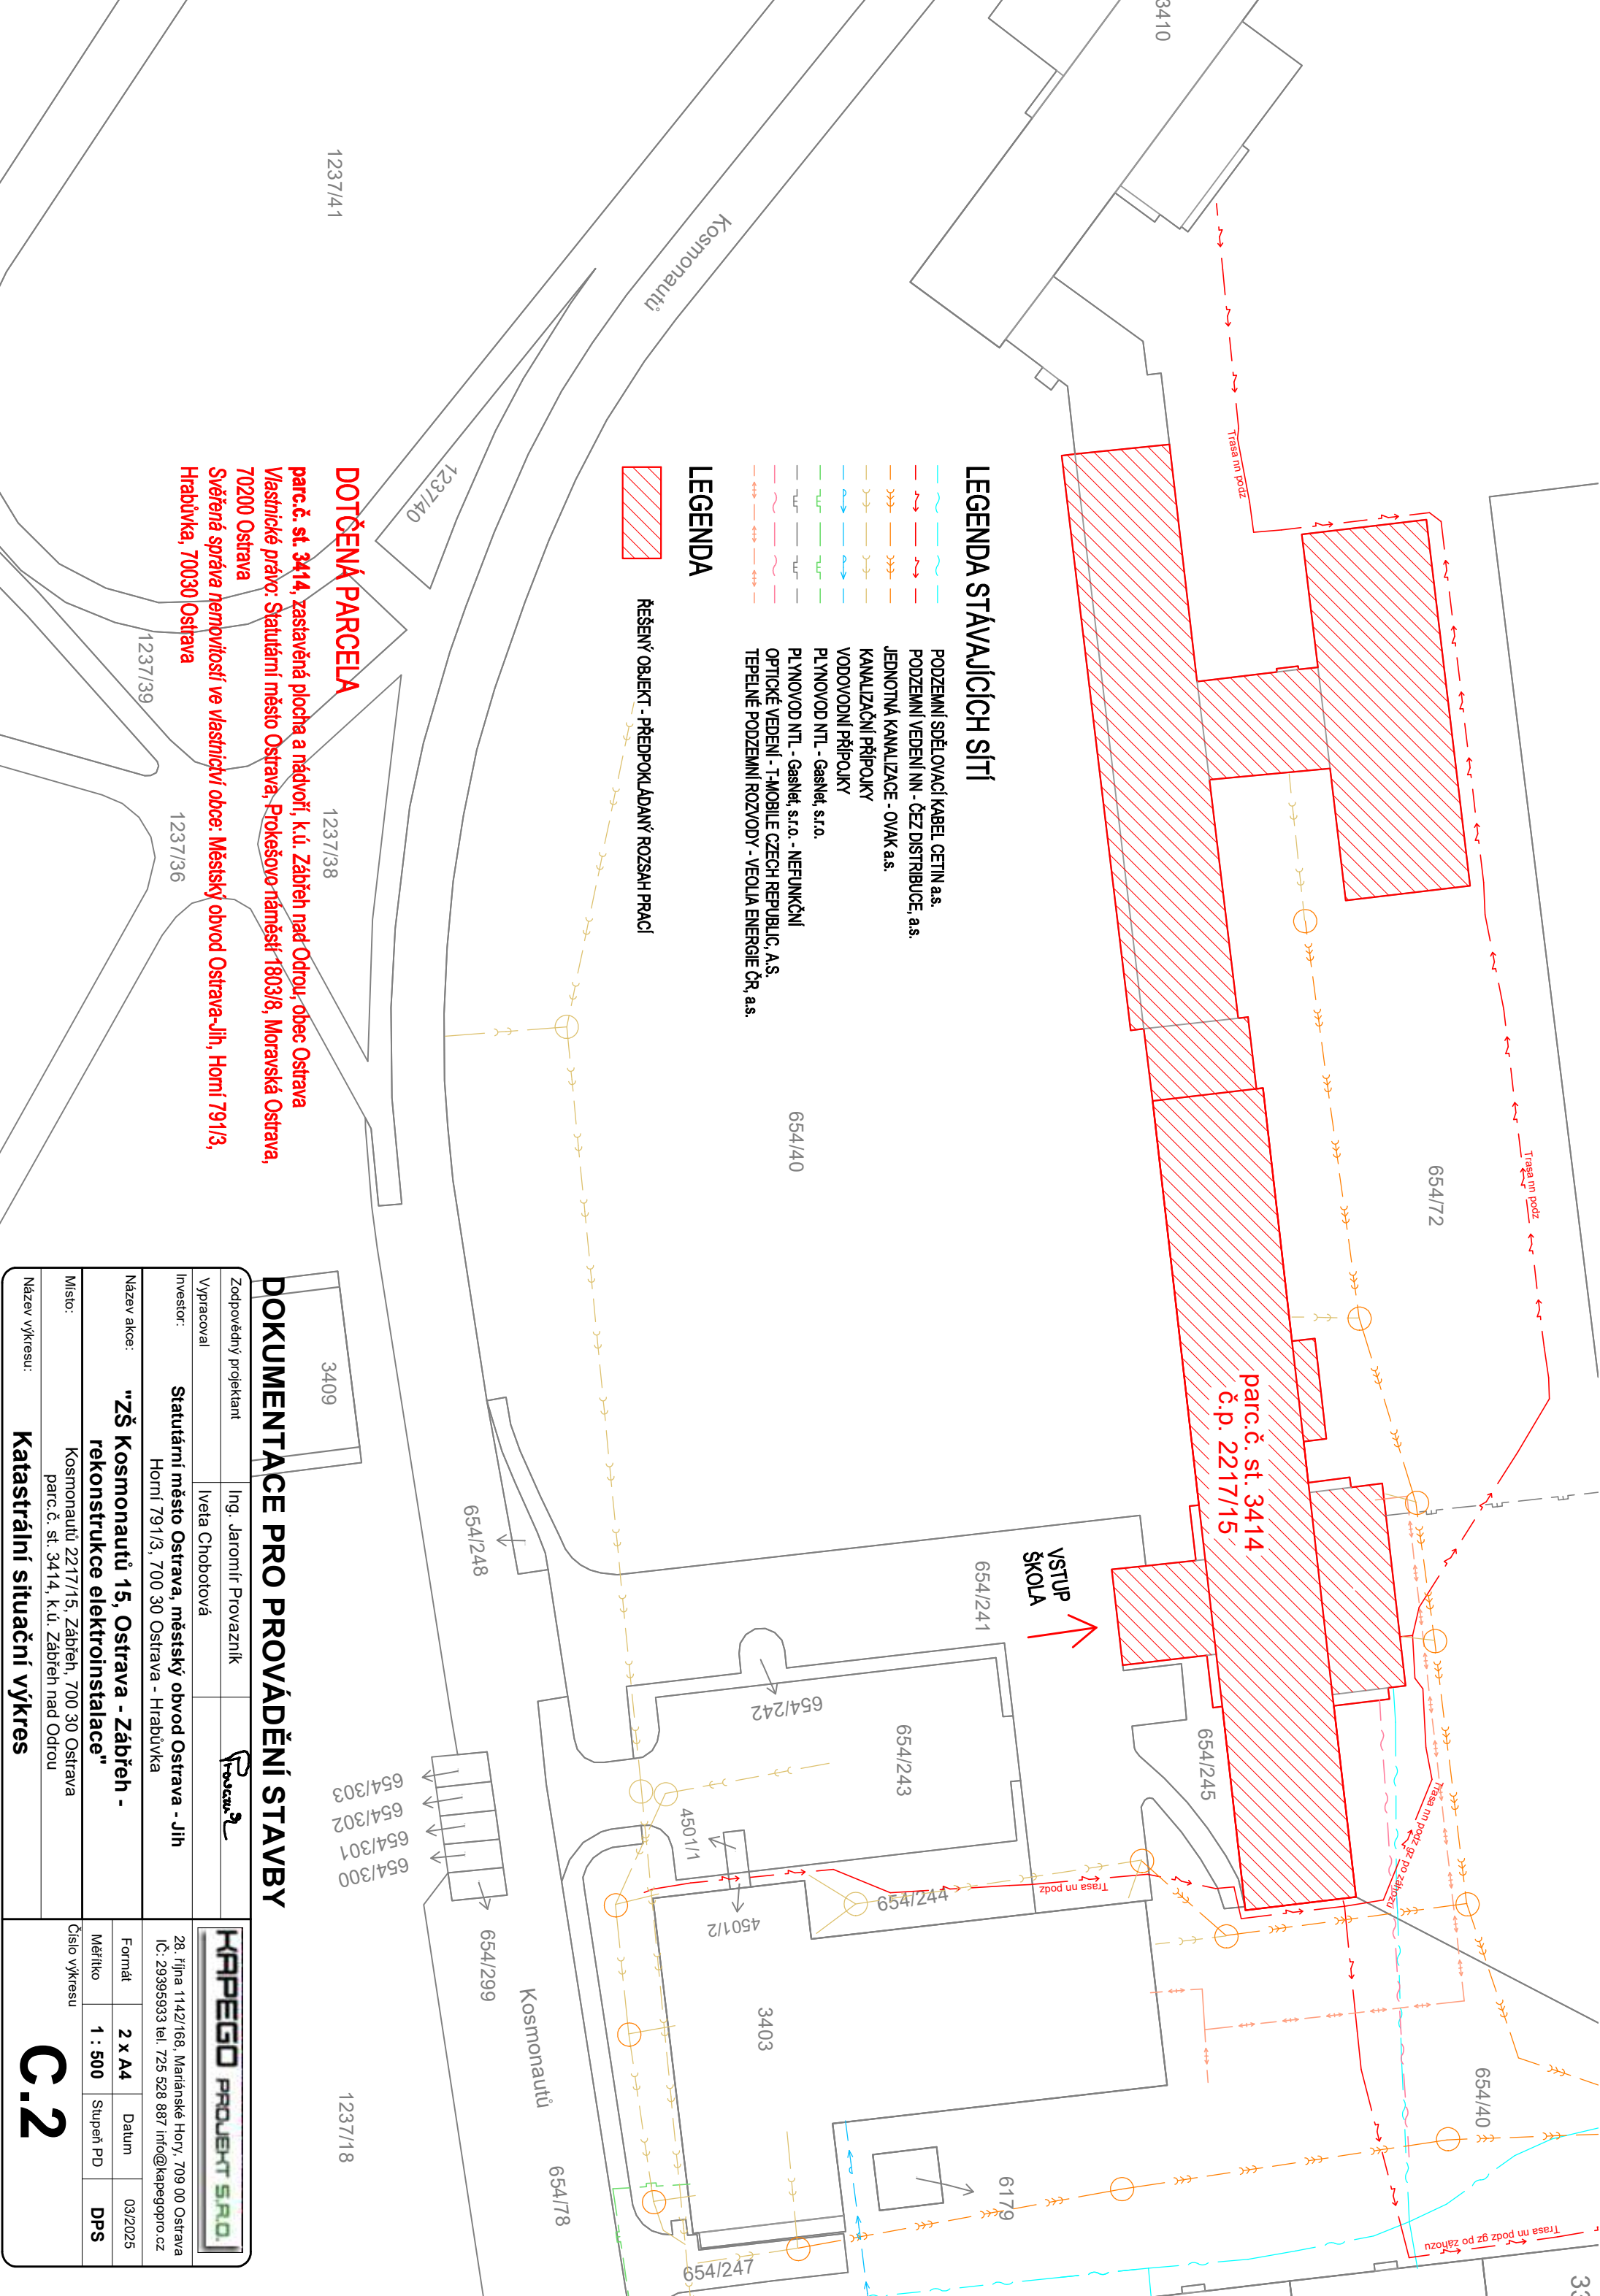 3410
1237/41
Kosmonautů
1237/40
1237/39
1237/38
1237/36
Trasa nn podz
Trasa nn podz
654/72
654/40
LEGENDA STÁVAJÍCÍCH SÍTÍ
PODZEMNÍ SDĚLOVACÍ KABEL CETIN a.s.
PODZEMNÍ VEDENÍ NN - ČEZ DISTRIBUCE, a.s.
JEDNOTNÁ KANALIZACE - OVAK a.s.
KANALIZAČNÍ PŘÍPOJKY
VODOVODNÍ PŘÍPOJKY
PLYNOVOD NTL - GasNet, s.r.o.
PLYNOVOD NTL - GasNet, s.r.o. - NEFUNKČNÍ
OPTICKÉ VEDENÍ - T-MOBILE CZECH REPUBLIC, A.S.
TEPELNÉ PODZEMNÍ ROZVODY - VEOLIA ENERGIE ČR, a.s.
LEGENDA
ŘEŠENÝ OBJEKT - PŘEDPOKLÁDANÝ ROZSAH PRACÍ
DOTČENÁ PARCELA
parc.č. st. 3414, zastavěná plocha a nádvoří, k.ú. Zábřeh nad Odrou, obec Ostrava
Vlastnické právo: Statutární město Ostrava, Prokešovo náměstí 1803/8, Moravská Ostrava,
70200 Ostrava
Svěřená správa nemovitostí ve vlastnictví obce: Městský obvod Ostrava-Jih, Horní 791/3,
Hrabůvka, 70030 Ostrava
parc.č. st. 3414
č.p. 2217/15
VSTUP
ŠKOLA
654/241
654/245
654/242
654/243
654/248
3409
654/303
654/302
654/301
654/300
654/299
4501/1
4501/2
654/244
Trasa nn podz
Trasa nn podz gz po záhozu
3403
Kosmonautů
1237/18
654/78
654/247
6179
654/40
Trasa nn podz gz po záhozu
33
DOKUMENTACE PRO PROVÁDĚNÍ STAVBY
Zodpovědný projektant
Ing. Jaromír Provazník
Vypracoval
Iveta Chobotová
Investor:
Statutární město Ostrava, městský obvod Ostrava - Jih
Horní 791/3, 700 30 Ostrava - Hrabůvka
Název akce:
"ZŠ Kosmonautů 15, Ostrava - Zábřeh -
rekonstrukce elektroinstalace"
Místo:
Kosmonautů 2217/15, Zábřeh, 700 30 Ostrava
parc.č. st. 3414, k.ú. Zábřeh nad Odrou
Název výkresu:
Katastrální situační výkres
KAPEGO PROJEKT S.R.O.
28. října 1142/168, Mariánské Hory, 709 00 Ostrava
IČ: 29395933 tel. 725 528 887 info@kapegopro.cz
Formát
2 x A4
Datum
03/2025
Měřítko
1 : 500
Stupeň PD
DPS
Číslo výkresu
C.2